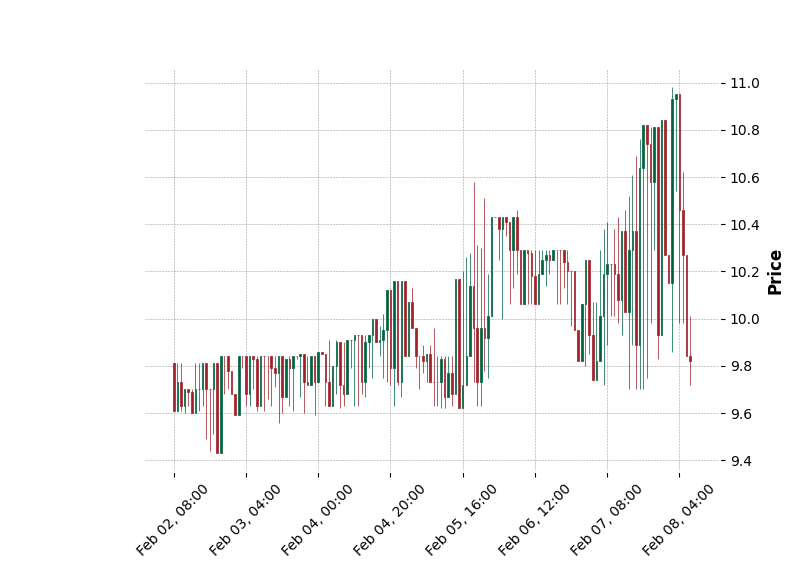 11.0
10.8
10.6
10.4
10.2
10.0
9.8
9.6
9.4
Price
Feb 02, 08:00
Feb 03, 04:00
Feb 04, 00:00
Feb 04, 20:00
Feb 05, 16:00
Feb 06, 12:00
Feb 07, 08:00
Feb 08, 04:00